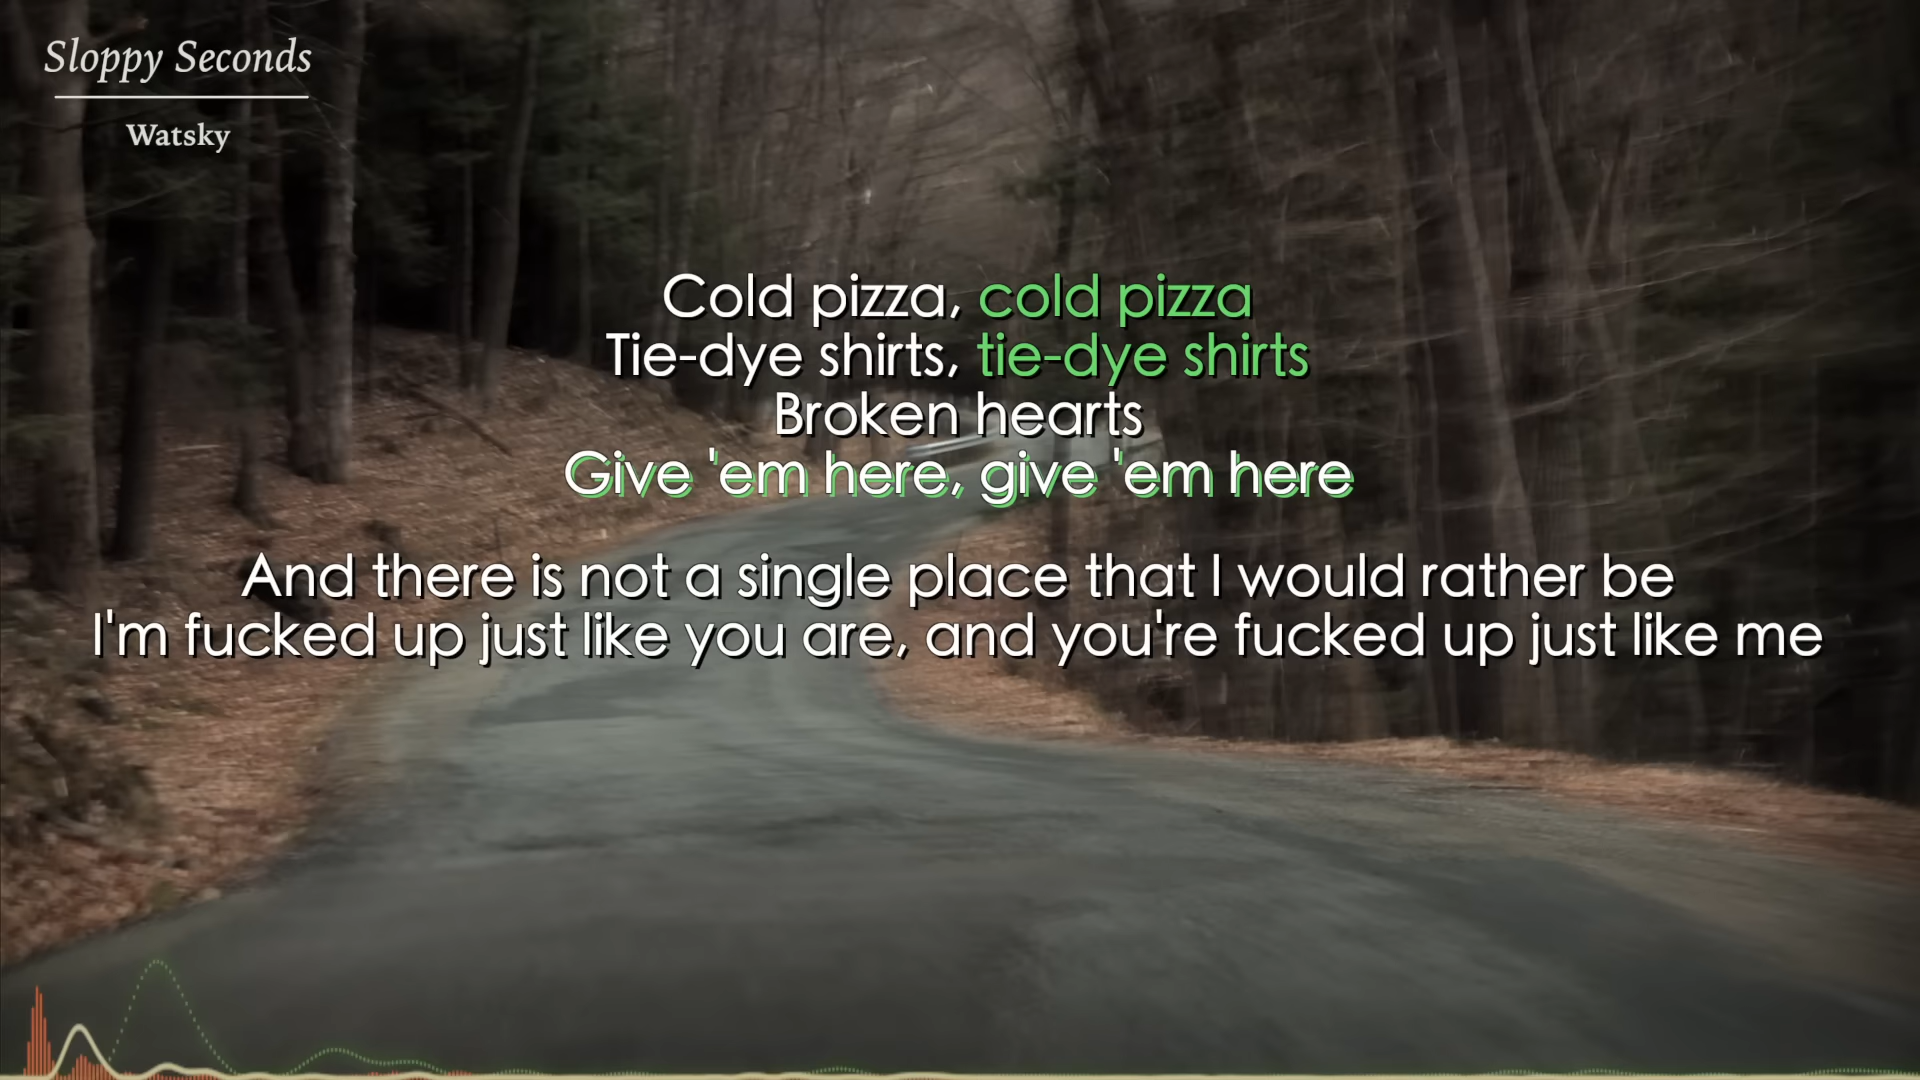 Sloppy Seconds
Watsky
Cold pizza, cold pizza
Tie-dye shirts, tie-dye shirts
Broken hearts
Give 'em here, give 'em here
And there is not a single place that I would rather be
I'm fucked up just like you are, and you're fucked up just like me